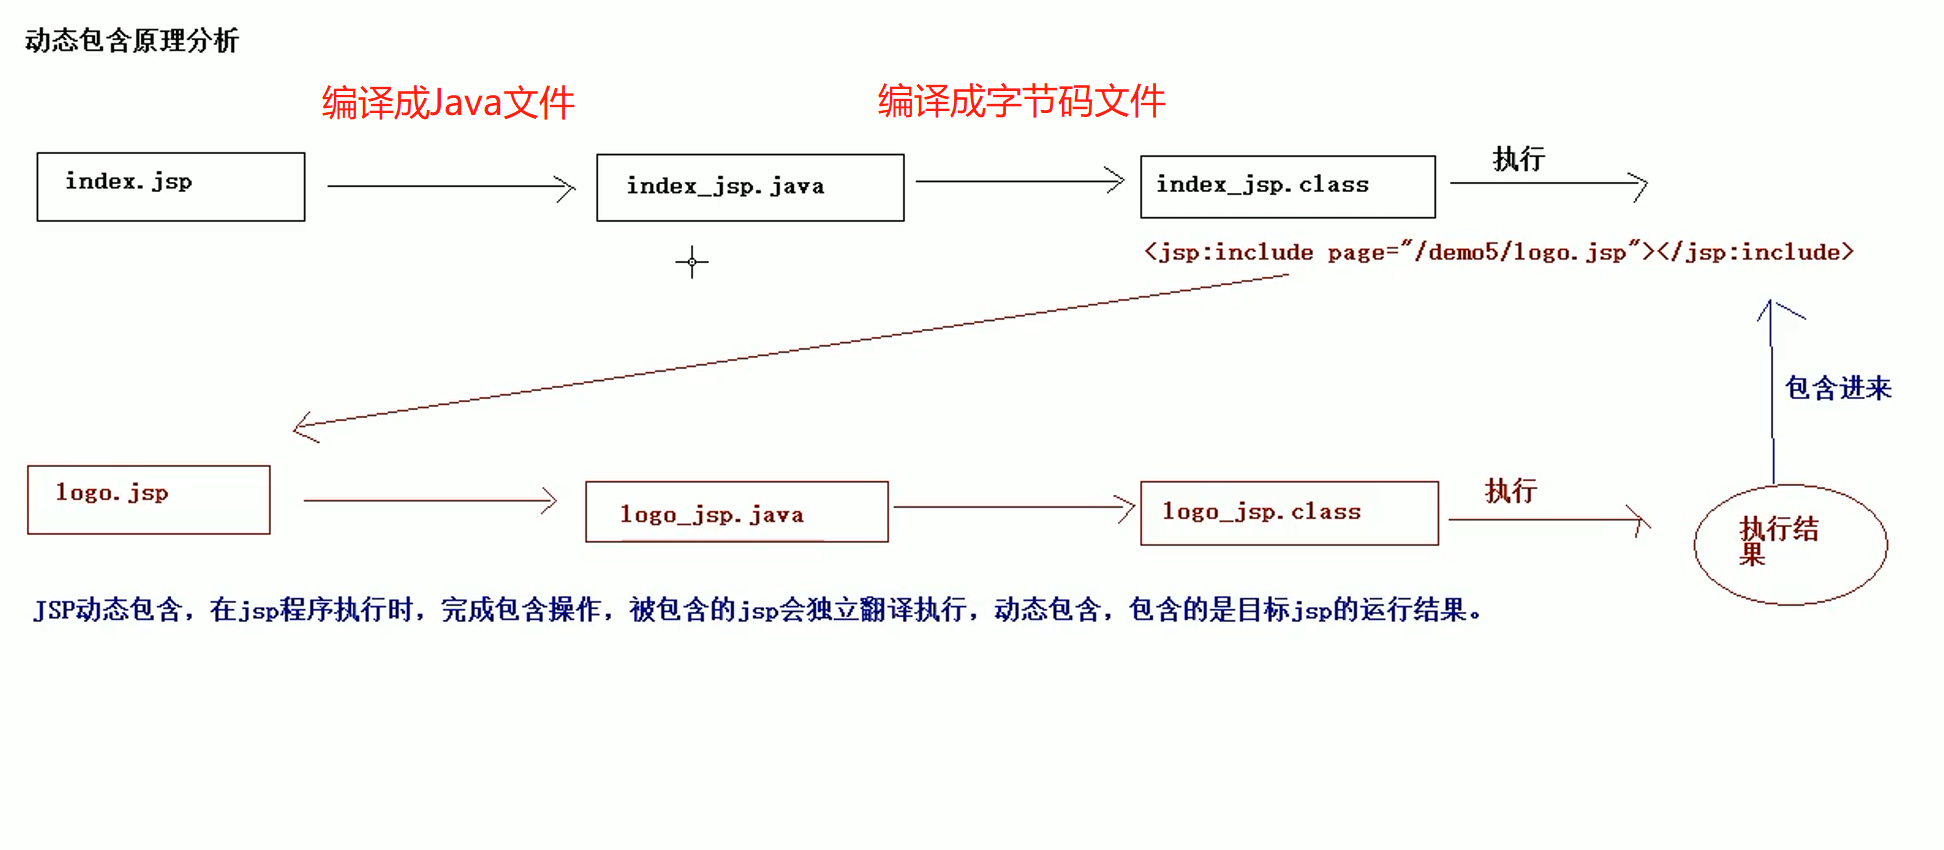 动态包含原理分析
编译成Java文件
编译成字节码文件
index.jsp
index_jsp.java
index_jsp.class
执行
<jsp:include page="/demo5/logo.jsp"></jsp:include>
包含进来
logo.jsp
logo_jsp.java
logo_jsp.class
执行
执行结
果
JSP动态包含，在jsp程序执行时，完成包含操作，被包含的jsp会独立翻译执行，动态包含，包含的是目标jsp的运行结果。